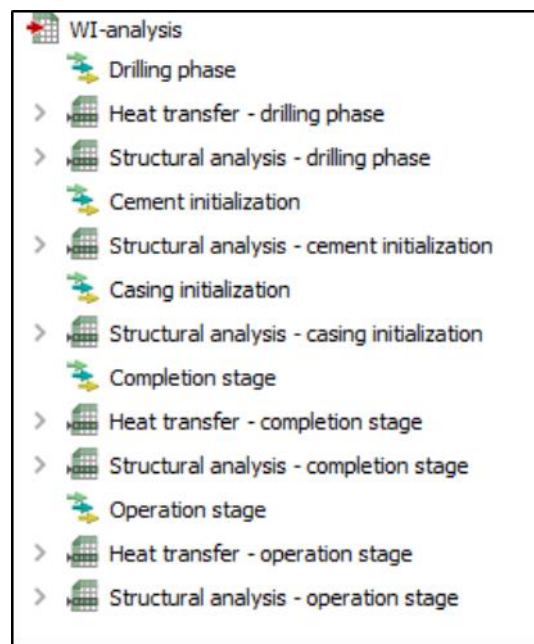 WI-analysis
Drilling phase
Heat transfer - drilling phase
Structural analysis - drilling phase
Cement initialization
Structural analysis - cement initialization
Casing initialization
Structural analysis - casing initialization
Completion stage
Heat transfer - completion stage
Structural analysis - completion stage
Operation stage
Heat transfer - operation stage
Structural analysis - operation stage